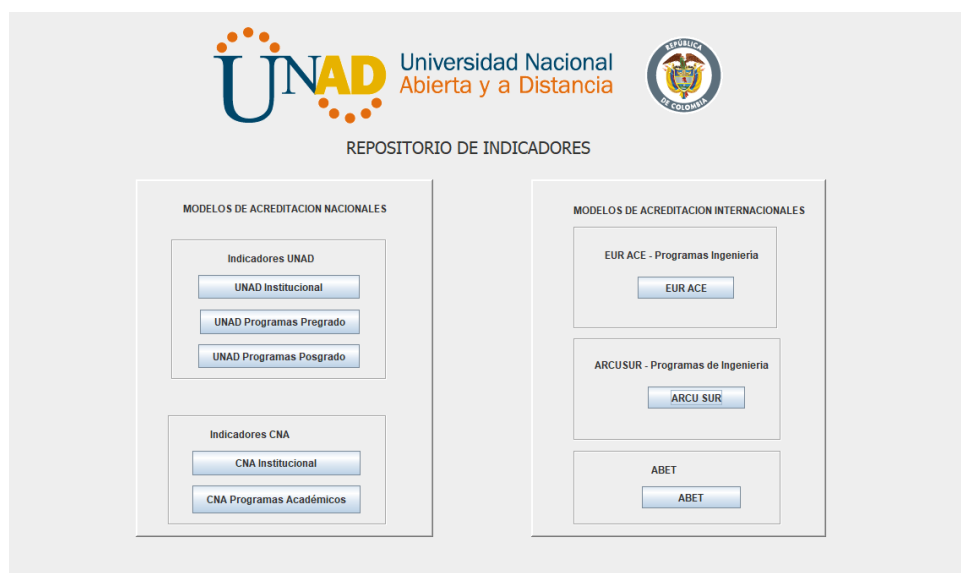 UNAD
Universidad Nacional
Abierta y a Distancia
REPÚBLICA
DE COLOMBIA
REPOSITORIO DE INDICADORES
MODELOS DE ACREDITACION NACIONALES
Indicadores UNAD
UNAD Institucional
UNAD Programas Pregrado
UNAD Programas Posgrado
Indicadores CNA
CNA Institucional
CNA Programas Académicos
MODELOS DE ACREDITACION INTERNACIONALES
EUR ACE - Programas Ingeniería
EUR ACE
ARCUSUR - Programas de Ingenieria
ARCU SUR
ABET
ABET